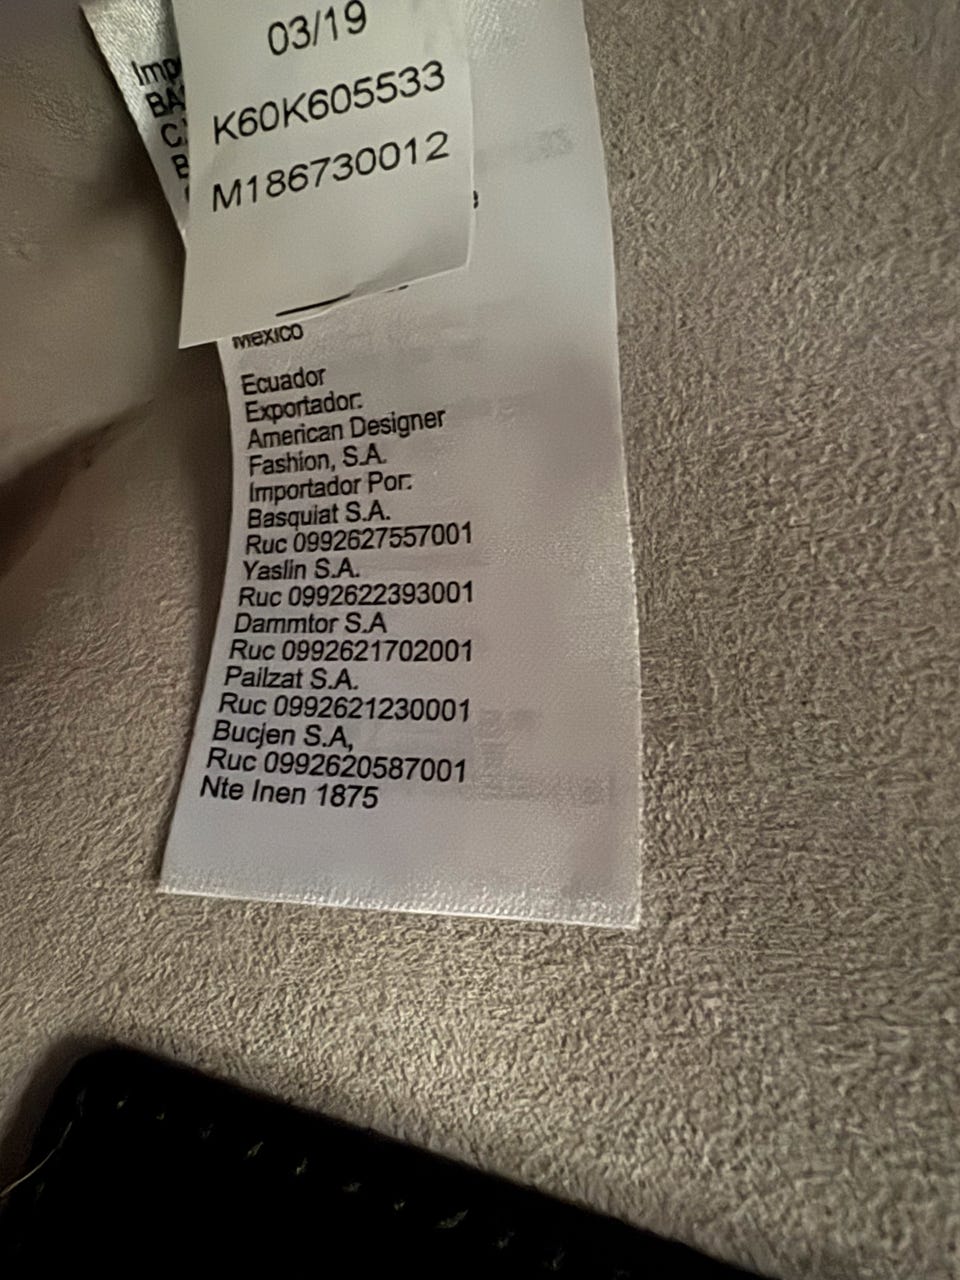 03/19
K60K605533
M186730012
Mexico
Ecuador
Exportador:
American Designer
Fashion, S.A.
Importador Por:
Basquiat S.A.
Ruc 0992627557001
Yaslin S.A.
Ruc 0992622393001
Dammtor S.A
Ruc 0992621702001
Pailzat S.A.
Ruc 0992621230001
Bucjen S.A,
Ruc 0992620587001
Nte Inen 1875